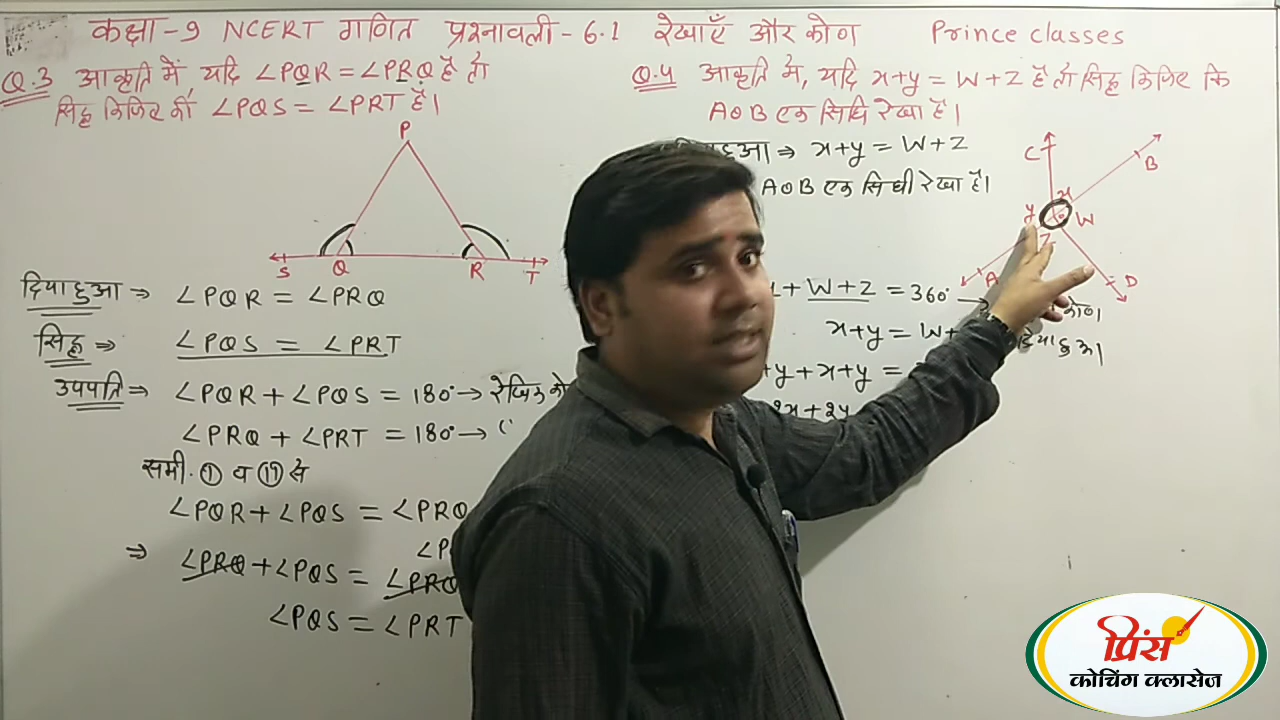 कक्षा-9 NCERT गणित प्रश्नावली-6.1 रेखाएँ और कोण Prince classes
Q.3 आकृति में, यदि ∠PQR = ∠PRQ है तो
सिद्ध किजिए की ∠PQS = ∠PRT है।
P
S Q R T
दिया हुआ → ∠PQR = ∠PRQ
सिद्ध ⇒ ∠PQS = ∠PRT
उपपति ⇒ ∠PQR + ∠PQS = 180° →
∠PRQ + ∠PRT = 180° →
समी. ① व ⑪ से
∠PQR + ∠PQS = ∠PRQ
⇒ ∠PRQ + ∠PQS = ∠PRQ
∠PQS = ∠PRT
Q.4 आकृति में, यदि x+y = W+Z है तो सिद्ध किजिए कि
AOB एक सिधि रेखा है।
हुआ ⇒ x+y = W+Z
AOB एक सिधी रेखा है।
C B
x
y O W
Z
A D
+ W+Z = 360° → कोण
x+y = W+ दिया हुआ
+y + x+y =
2x + 2y
प्रिंस
कोचिंग क्लासेज